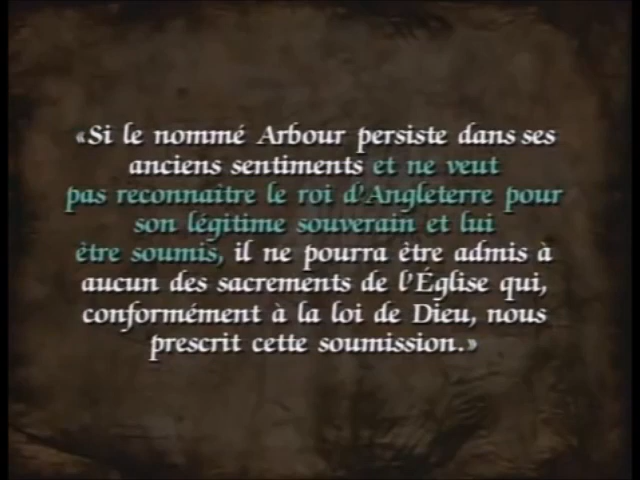 «Si le nommé Arbour persiste dans ses
anciens sentiments et ne veut
pas reconnaître le roi d'Angleterre pour
son légitime souverain et lui
être soumis, il ne pourra être admis à
aucun des sacrements de l'Église qui,
conformément à la loi de Dieu, nous
prescrit cette soumission.»